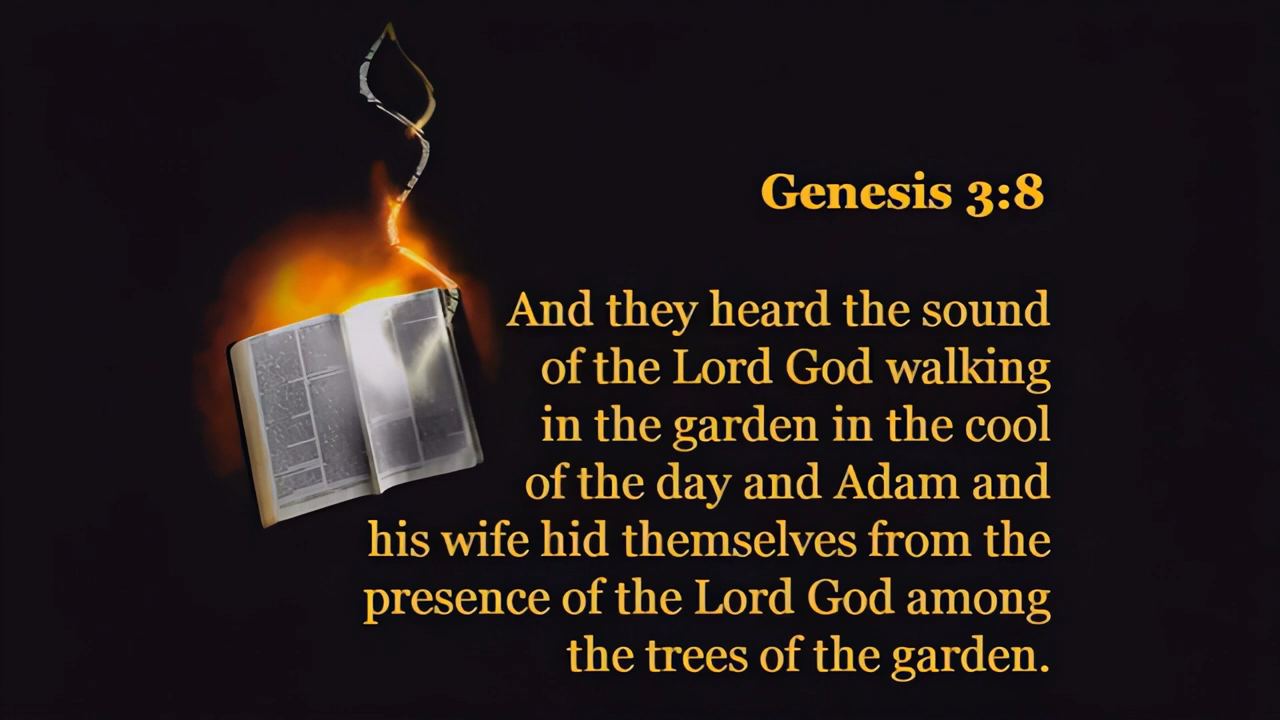 Genesis 3:8
And they heard the sound
of the Lord God walking
in the garden in the cool
of the day and Adam and
his wife hid themselves from the
presence of the Lord God among
the trees of the garden.